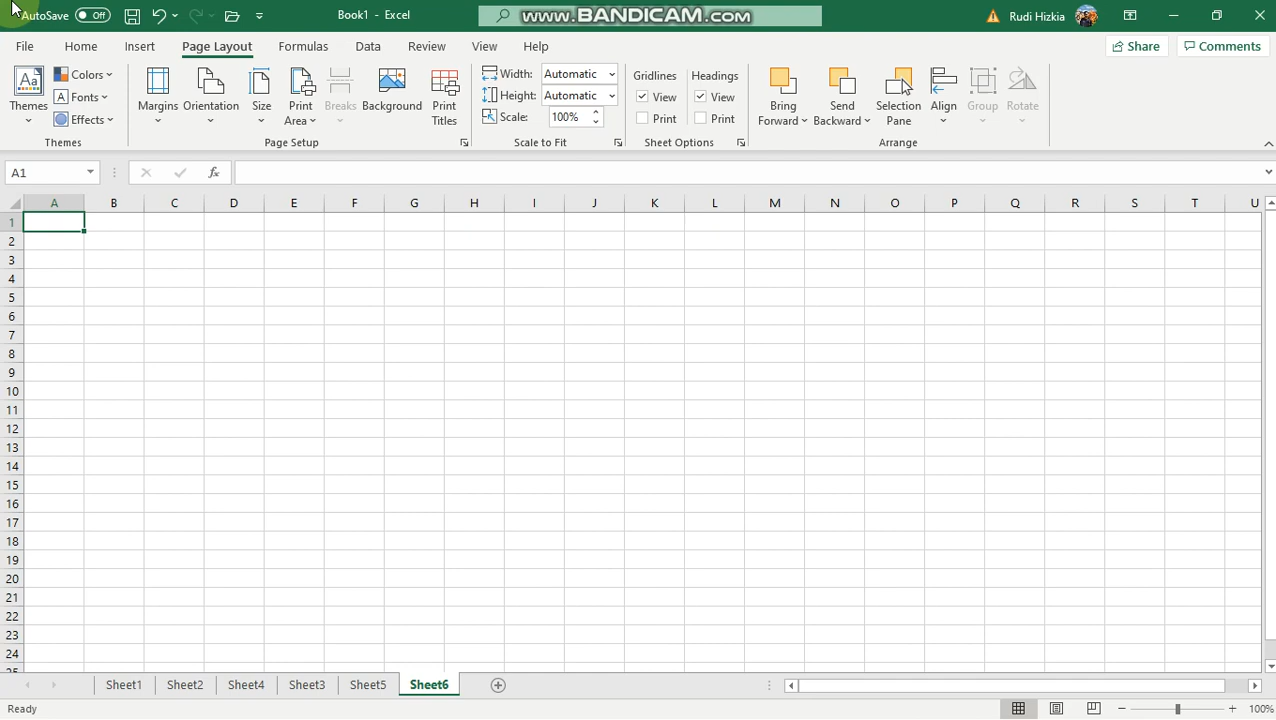 AutoSave Off Book1 - Excel www.BANDICAM.com Rudi Hizkia
File Home Insert Page Layout Formulas Data Review View Help Share Comments
Themes Colors Fonts Effects
Margins Orientation Size Print Area Breaks Background Print Titles
Width: Automatic
Height: Automatic
Scale: 100%
Gridlines Headings
View View
Print Print
Bring Forward Send Backward Selection Pane Align Group Rotate
Themes Page Setup Scale to Fit Sheet Options Arrange
A1 fx
A B C D E F G H I J K L M N O P Q R S T U
1
2
3
4
5
6
7
8
9
10
11
12
13
14
15
16
17
18
19
20
21
22
23
24
25
Sheet1 Sheet2 Sheet4 Sheet3 Sheet5 Sheet6
Ready 100%